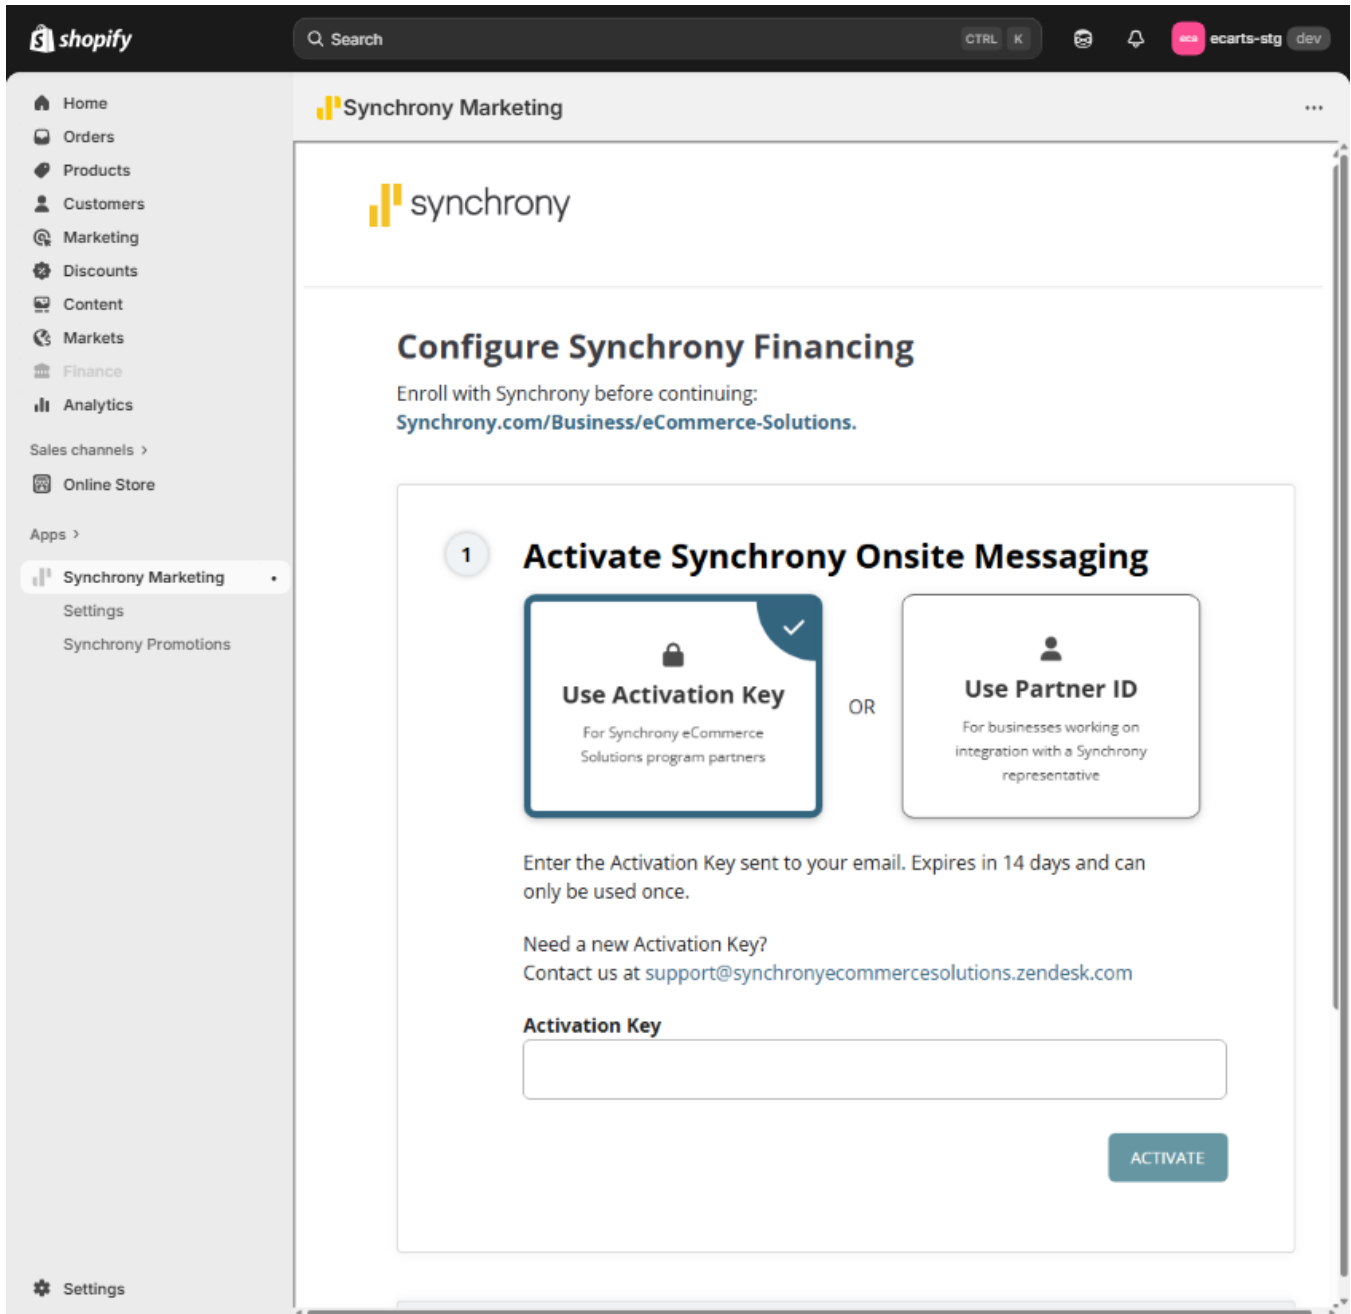 shopify
Search
CTRL K
eca
ecarts-stg dev
Home
Orders
Products
Customers
Marketing
Discounts
Content
Markets
Finance
Analytics
Sales channels >
Online Store
Apps >
Synchrony Marketing
Settings
Synchrony Promotions
Settings
Synchrony Marketing
synchrony
Configure Synchrony Financing
Enroll with Synchrony before continuing:
Synchrony.com/Business/eCommerce-Solutions.
1
Activate Synchrony Onsite Messaging
Use Activation Key
For Synchrony eCommerce
Solutions program partners
OR
Use Partner ID
For businesses working on
integration with a Synchrony
representative
Enter the Activation Key sent to your email. Expires in 14 days and can
only be used once.
Need a new Activation Key?
Contact us at support@synchronyecommercesolutions.zendesk.com
Activation Key
ACTIVATE